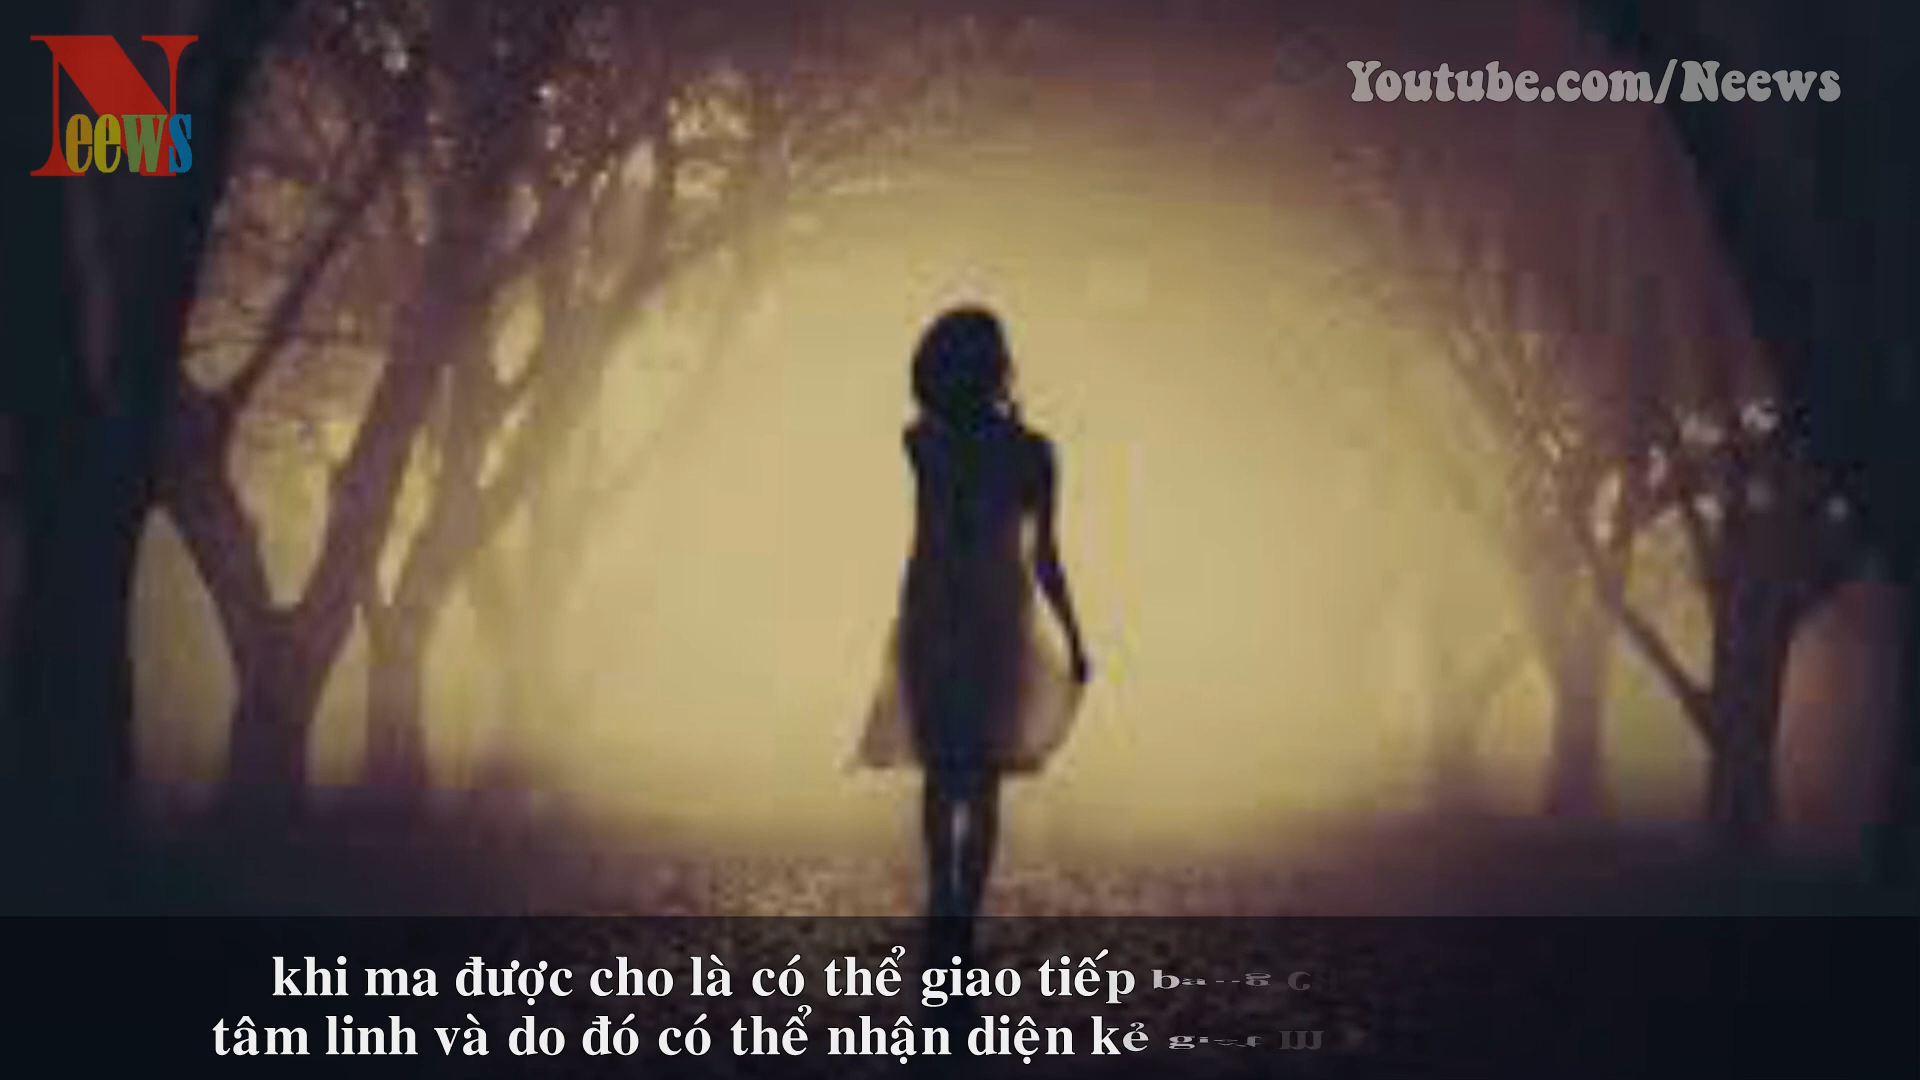 Neews
Youtube.com/Neews
khi ma được cho là có thể giao tiếp
tâm linh và do đó có thể nhận diện kẻ